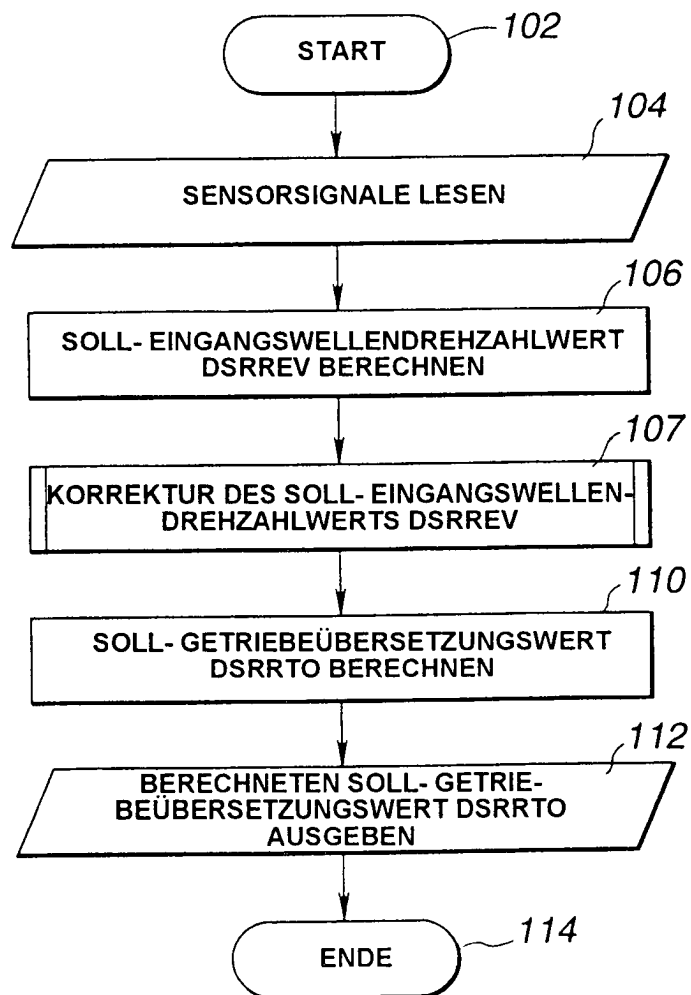 102
START
104
SENSORSIGNALE LESEN
106
SOLL- EINGANGSWELLENDREHZAHLWERT
DSRREV BERECHNEN
107
KORREKTUR DES SOLL- EINGANGSWELLEN-
DREHZAHLWERTS DSRREV
110
SOLL- GETRIEBEÜBERSETZUNGSWERT
DSRRTO BERECHNEN
112
BERECHNETEN SOLL- GETRIE-
BEÜBERSETZUNGSWERT DSRRTO
AUSGEBEN
114
ENDE